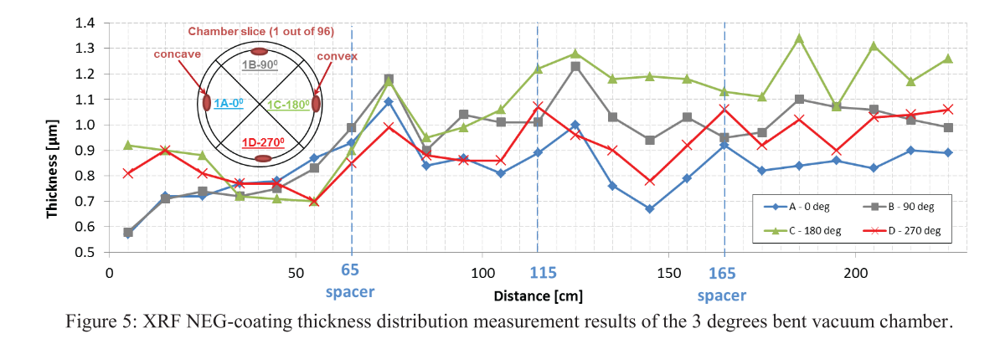 Chamber slice (1 out of 96)
concave
convex
1B-90⁰
1A-0⁰
1C-180⁰
1D-270⁰
Thickness [µm]
1.4
1.3
1.2
1.1
1.0
0.9
0.8
0.7
0.6
0.5
A - 0 deg
B - 90 deg
C - 180 deg
D - 270 deg
0
50
65
100
115
150
165
200
spacer
spacer
Distance [cm]
Figure 5: XRF NEG-coating thickness distribution measurement results of the 3 degrees bent vacuum chamber.